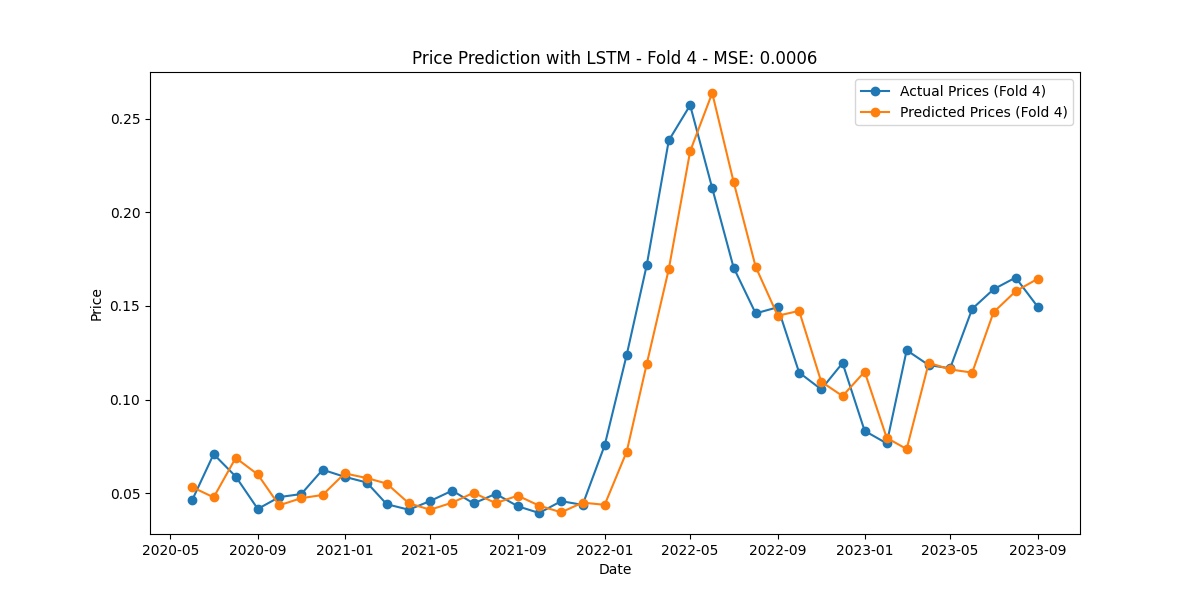 Price Prediction with LSTM - Fold 4 - MSE: 0.0006
Actual Prices (Fold 4)
Predicted Prices (Fold 4)
0.25
0.20
0.15
0.10
0.05
Price
2020-05 2020-09 2021-01 2021-05 2021-09 2022-01 2022-05 2022-09 2023-01 2023-05 2023-09
Date